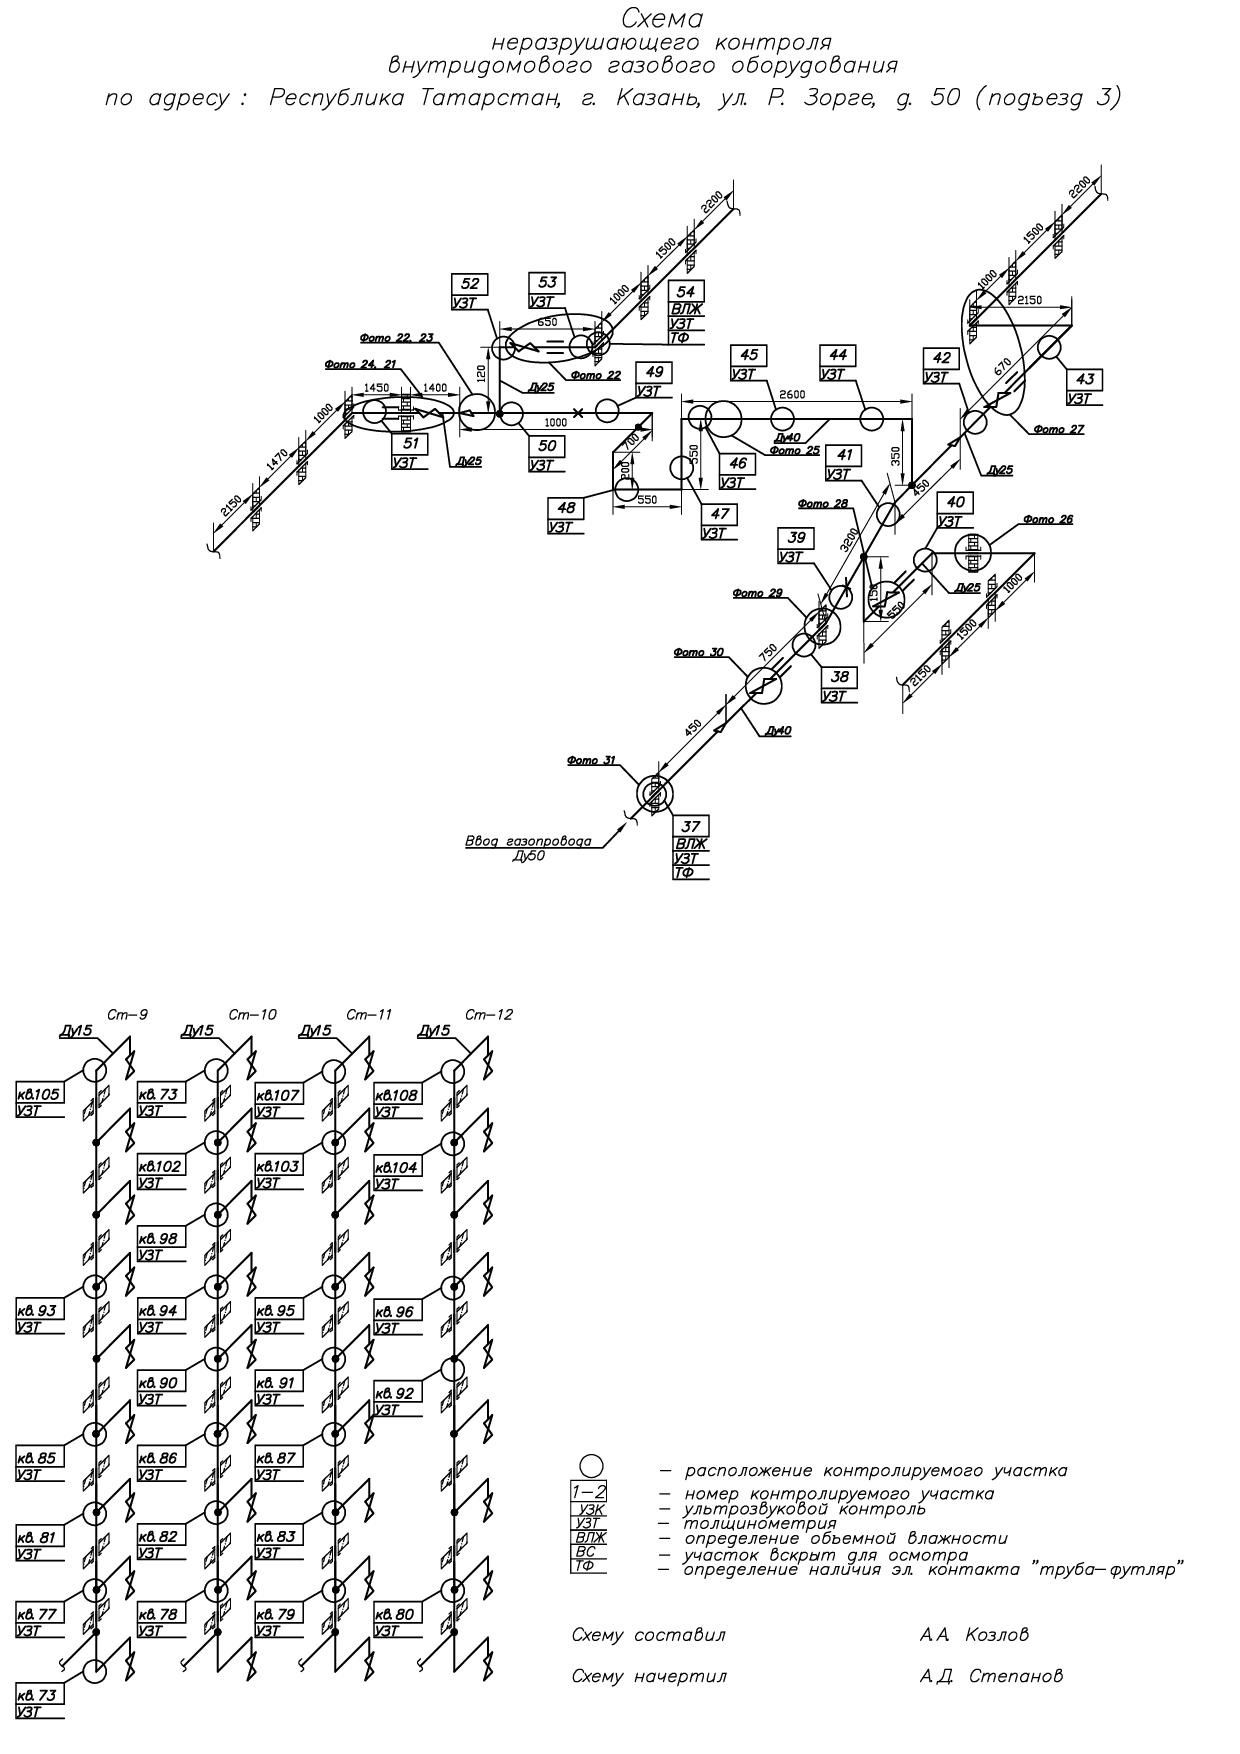 Схема
неразрушающего контроля
внутридомового газового оборудования
по адресу : Республика Татарстан, г. Казань, ул. Р. Зорге, д. 50 (подъезд 3)
2200
1500
1000
2200
1500
1000
2150
52
УЗТ
53
УЗТ
54
ВЛЖ
УЗТ
ТФ
650
Фото 22, 23
Фото 22
Фото 24, 21
120
Ду25
1450
1400
1000
1470
2150
51
УЗТ
Ду25
50
УЗТ
1000
49
УЗТ
700
200
550
48
УЗТ
47
УЗТ
46
УЗТ
550
2600
45
УЗТ
44
УЗТ
Ду40
Фото 25
350
42
УЗТ
670
43
УЗТ
Фото 27
Ду25
450
41
УЗТ
Фото 28
3200
40
УЗТ
Фото 26
39
УЗТ
150
550
Ду25
1000
1500
2150
Фото 29
Фото 30
750
38
УЗТ
450
Ду40
Фото 31
37
ВЛЖ
УЗТ
ТФ
Ввод газопровода
Ду50
Ст-9
Ст-10
Ст-11
Ст-12
Ду15
Ду15
Ду15
Ду15
кв.105
УЗТ
кв. 73
УЗТ
кв.107
УЗТ
кв.108
УЗТ
кв.102
УЗТ
кв.103
УЗТ
кв.104
УЗТ
кв. 98
УЗТ
кв. 93
УЗТ
кв. 94
УЗТ
кв. 95
УЗТ
кв. 96
УЗТ
кв. 90
УЗТ
кв. 91
УЗТ
кв. 92
УЗТ
кв. 85
УЗТ
кв. 86
УЗТ
кв. 87
УЗТ
кв. 81
УЗТ
кв. 82
УЗТ
кв. 83
УЗТ
кв. 77
УЗТ
кв. 78
УЗТ
кв. 79
УЗТ
кв. 80
УЗТ
кв. 73
УЗТ
– расположение контролируемого участка
1-2 – номер контролируемого участка
УЗК – ультрозвуковой контроль
УЗТ – толщинометрия
ВЛЖ – определение объемной влажности
ВС – участок вскрыт для осмотра
ТФ – определение наличия эл. контакта "труба-футляр"
Схему составил А.А. Козлов
Схему начертил А.Д. Степанов